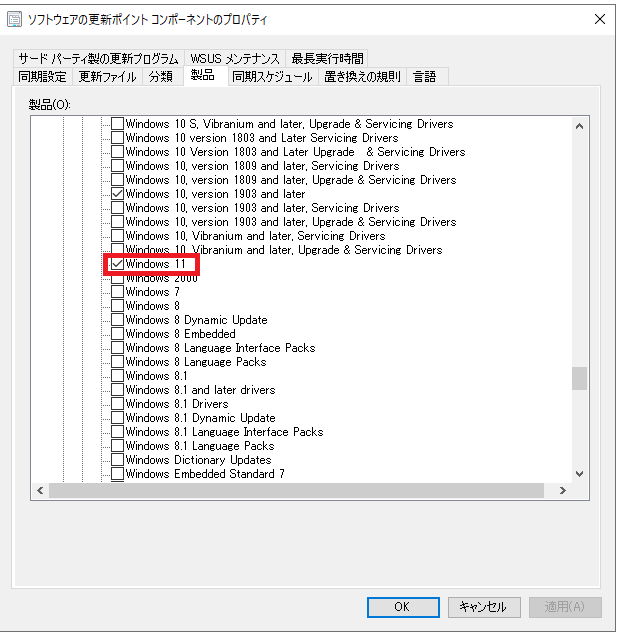 ソフトウェアの更新ポイント コンポーネントのプロパティ
サード パーティ製の更新プログラム WSUS メンテナンス 最長実行時間
同期設定 更新ファイル 分類 製品 同期スケジュール 置き換えの規則 言語
製品(O):
Windows 10 S, Vibranium and later, Upgrade & Servicing Drivers
Windows 10 version 1803 and Later Servicing Drivers
Windows 10 Version 1803 and Later Upgrade & Servicing Drivers
Windows 10, version 1809 and later, Servicing Drivers
Windows 10, version 1809 and later, Upgrade & Servicing Drivers
Windows 10, version 1903 and later
Windows 10, version 1903 and later, Servicing Drivers
Windows 10, version 1903 and later, Upgrade & Servicing Drivers
Windows 10, Vibranium and later, Servicing Drivers
Windows 10, Vibranium and later, Upgrade & Servicing Drivers
Windows 11
Windows 2000
Windows 7
Windows 8
Windows 8 Dynamic Update
Windows 8 Embedded
Windows 8 Language Interface Packs
Windows 8 Language Packs
Windows 8.1
Windows 8.1 and later drivers
Windows 8.1 Drivers
Windows 8.1 Dynamic Update
Windows 8.1 Language Interface Packs
Windows 8.1 Language Packs
Windows Dictionary Updates
Windows Embedded Standard 7
OK キャンセル 適用(A)